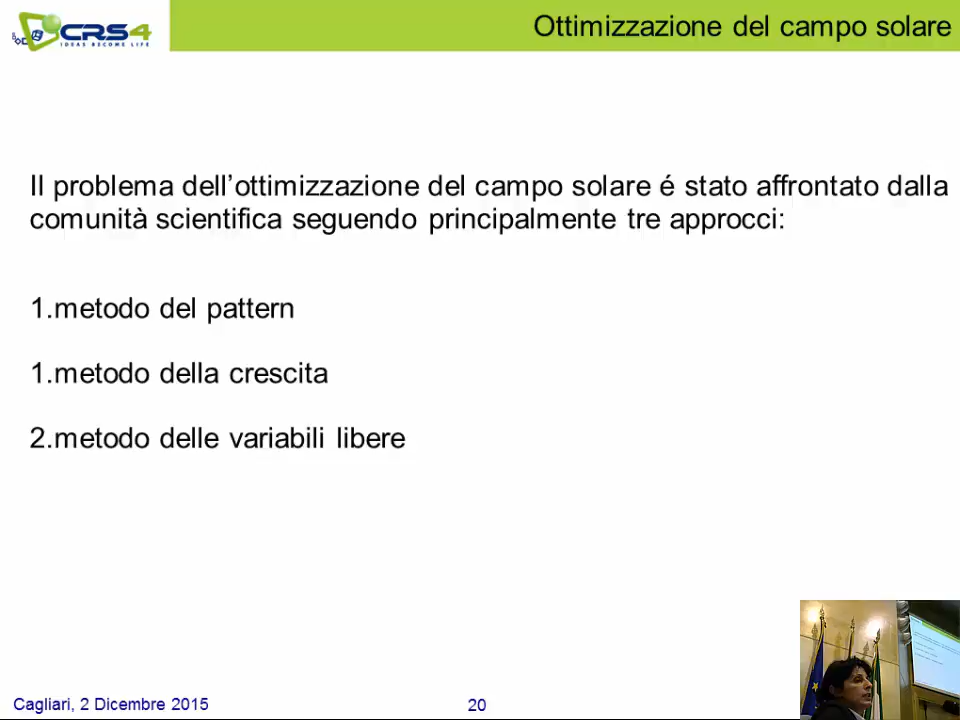 CRS4
IDEAS BECOME LIFE
Ottimizzazione del campo solare
Il problema dell’ottimizzazione del campo solare é stato affrontato dalla
comunità scientifica seguendo principalmente tre approcci:
1.metodo del pattern
1.metodo della crescita
2.metodo delle variabili libere
Cagliari, 2 Dicembre 2015
20